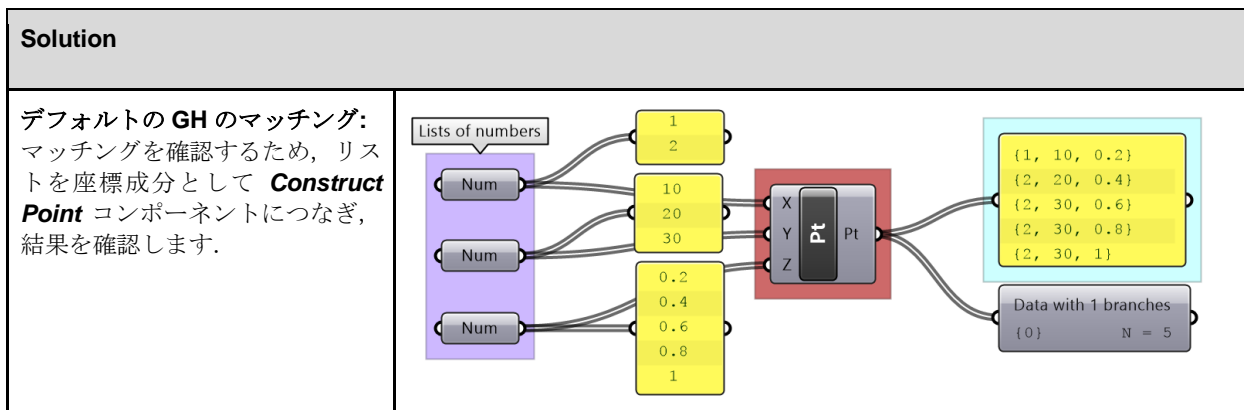 Solution
デフォルトの GH のマッチング:
マッチングを確認するため，リス
トを座標成分として Construct
Point コンポーネントにつなぎ，
結果を確認します．
Lists of numbers
Num
Num
Num
1
2
10
20
30
0.2
0.4
0.6
0.8
1
X
Y
Z
Pt
Pt
{1, 10, 0.2}
{2, 20, 0.4}
{2, 30, 0.6}
{2, 30, 0.8}
{2, 30, 1}
Data with 1 branches
{0} N = 5